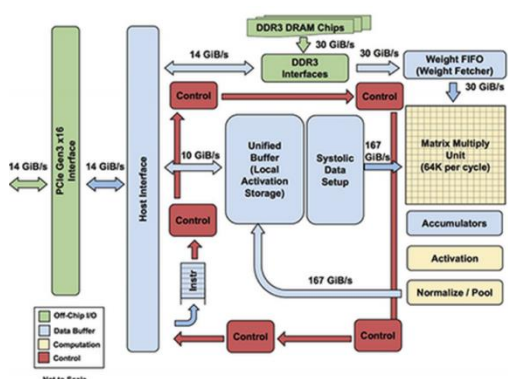 DDR3 DRAM Chips
14 GiB/s
30 GiB/s
30 GiB/s
DDR3
Interfaces
Weight FIFO
(Weight Fetcher)
30 GiB/s
Control
Control
Matrix Multiply
Unit
(64K per cycle)
14 GiB/s
PCIe Gen3 x16
Interface
14 GiB/s
Host Interface
10 GiB/s
Unified
Buffer
(Local
Activation
Storage)
Systolic
Data
Setup
167
GiB/s
Control
Accumulators
Activation
Instr
167 GiB/s
Normalize / Pool
Off-Chip I/O
Data Buffer
Computation
Control
Control
Control
Not to Scale